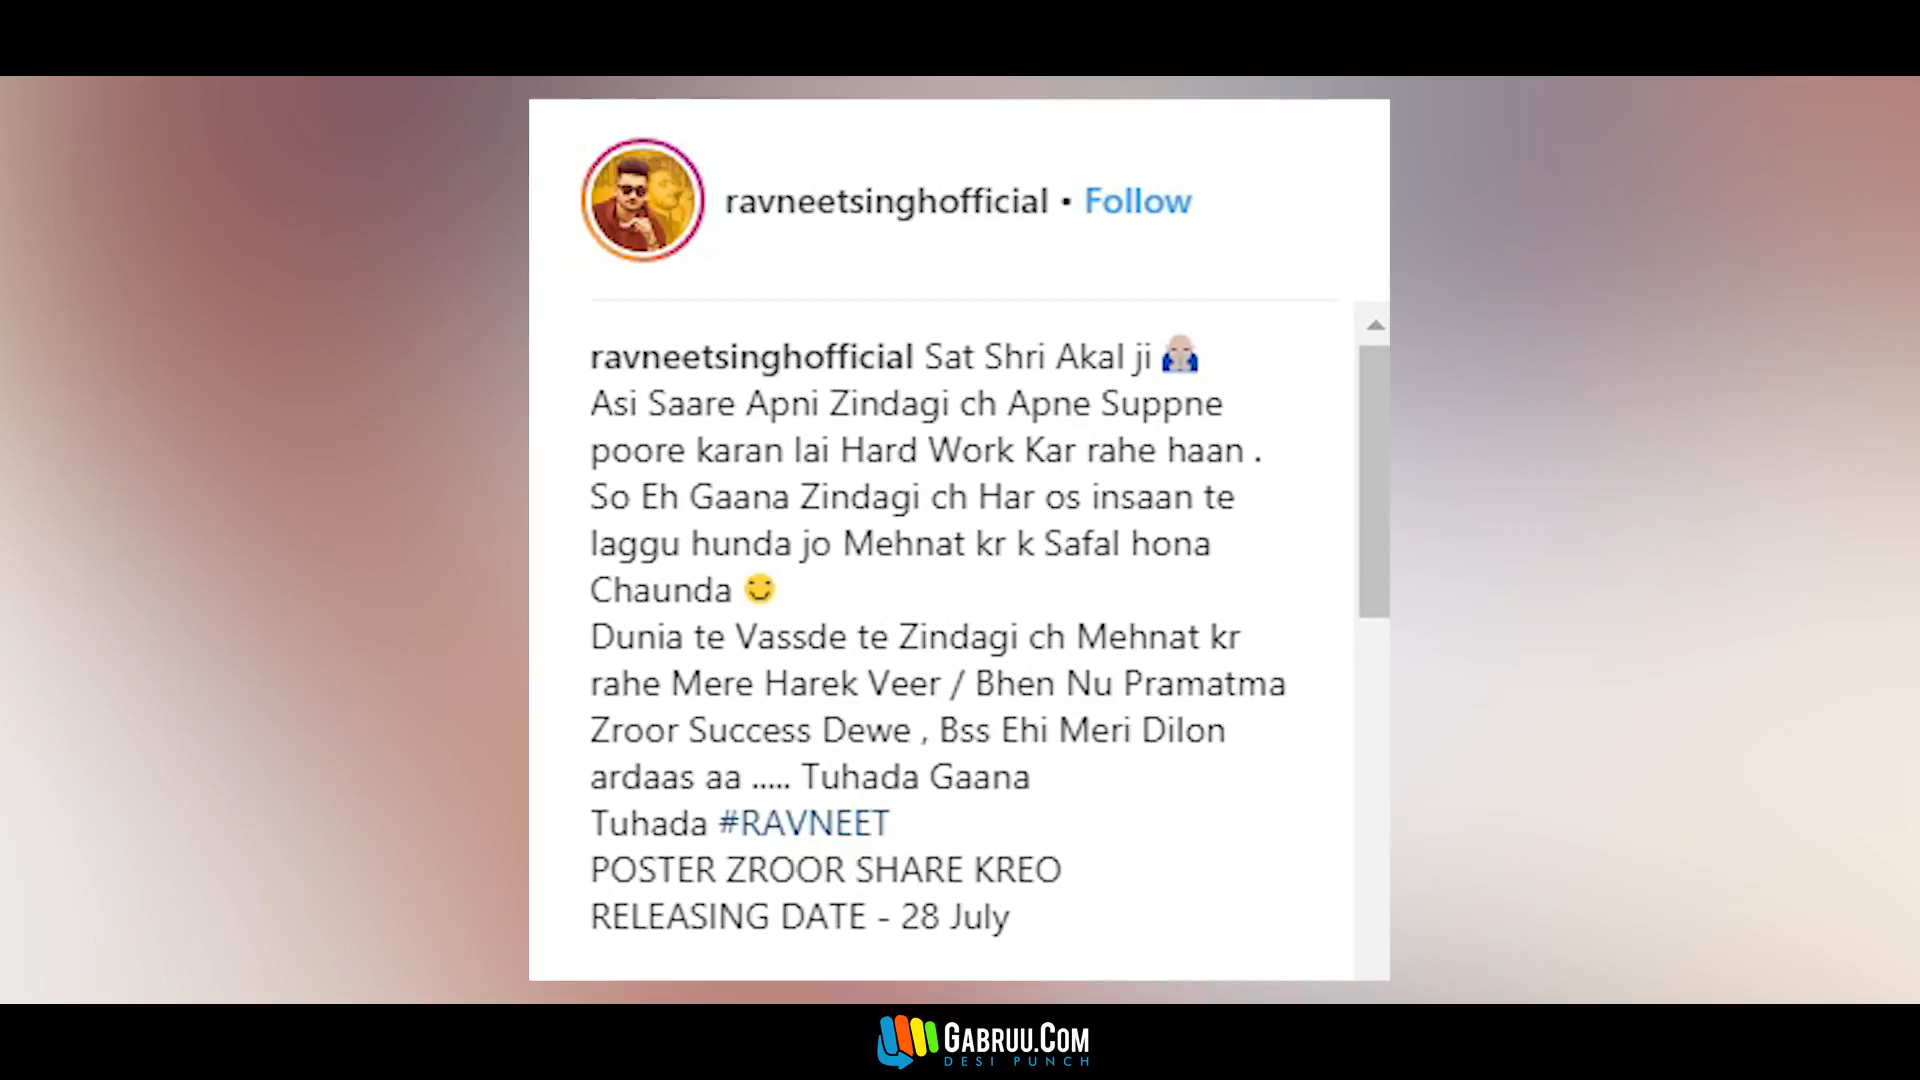 ravneetsinghofficial • Follow
ravneetsinghofficial Sat Shri Akal ji 🙏
Asi Saare Apni Zindagi ch Apne Suppne
poore karan lai Hard Work Kar rahe haan .
So Eh Gaana Zindagi ch Har os insaan te
laggu hunda jo Mehnat kr k Safal hona
Chaunda 😊
Dunia te Vassde te Zindagi ch Mehnat kr
rahe Mere Harek Veer / Bhen Nu Pramatma
Zroor Success Dewe , Bss Ehi Meri Dilon
ardaas aa ..... Tuhada Gaana
Tuhada #RAVNEET
POSTER ZROOR SHARE KREO
RELEASING DATE - 28 July
GABRUU.COM
DESI PUNCH